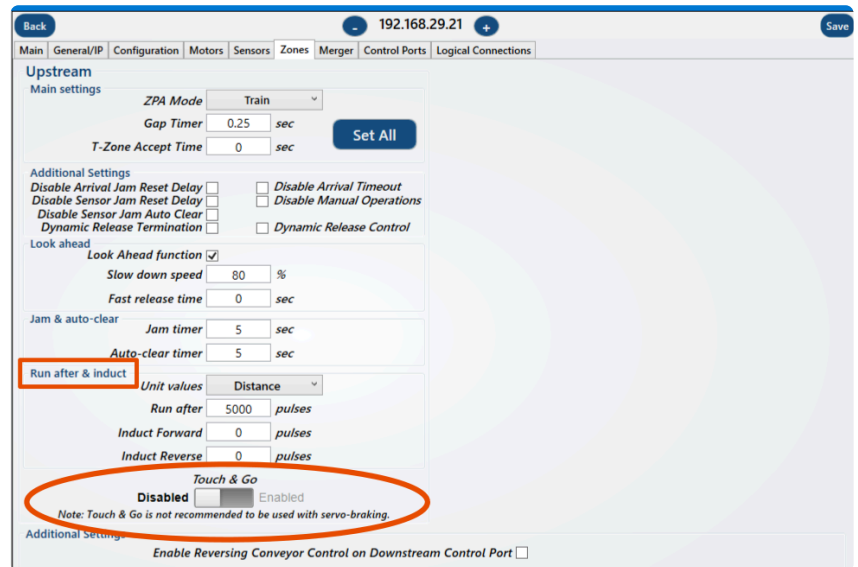 Back - 192.168.29.21 + Save
Main General/IP Configuration Motors Sensors Zones Merger Control Ports Logical Connections
Upstream
Main settings
ZPA Mode Train
Gap Timer 0.25 sec
Set All
T-Zone Accept Time 0 sec
Additional Settings
Disable Arrival Jam Reset Delay Disable Arrival Timeout
Disable Sensor Jam Reset Delay Disable Manual Operations
Disable Sensor Jam Auto Clear
Dynamic Release Termination Dynamic Release Control
Look ahead
Look Ahead function
Slow down speed 80 %
Fast release time 0 sec
Jam & auto-clear
Jam timer 5 sec
Auto-clear timer 5 sec
Run after & induct
Unit values Distance
Run after 5000 pulses
Induct Forward 0 pulses
Induct Reverse 0 pulses
Touch & Go
Disabled Enabled
Note: Touch & Go is not recommended to be used with servo-braking.
Additional Settings
Enable Reversing Conveyor Control on Downstream Control Port